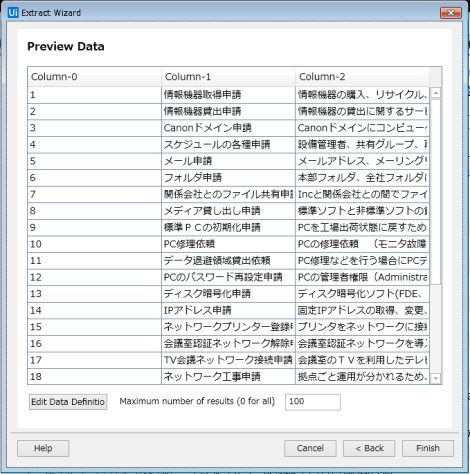 Ui Extract Wizard
Preview Data
Column-0 Column-1 Column-2
1 情報機器取得申請 情報機器の購入、リサイクル、
2 情報機器貸出申請 情報機器の貸出に関するサー
3 Canonドメイン申請 Canonドメインにコンピュー
4 スケジュールの各種申請 設備管理者、共有グループ、
5 メール申請 メールアドレス、メーリング
6 フォルダ申請 本部フォルダ、全社フォルダ
7 関係会社とのファイル共有申 Incと関係会社との間でファイ
8 メディア貸し出し申請 標準ソフトと非標準ソフトの
9 標準ＰＣの初期化申請 PCを工場出荷状態に戻すため
10 PC修理依頼 PCの修理依頼 （モニタ故障
11 データ退避領域貸出依頼 PC修理などを行う場合にPCデ
12 PCのパスワード再設定申請 PCの管理者権限（Administra
13 ディスク暗号化申請 ディスク暗号化ソフト(FDE、
14 IPアドレス申請 固定IPアドレスの取得、変更、
15 ネットワークプリンター登録 プリンタをネットワークに接
16 会議室認証ネットワーク解除 会議室認証ネットワークを導
17 TV会議ネットワーク接続申請 会議室のＴＶを利用したテレ
18 ネットワーク工事申請 拠点ごと運用が分かれるため、
Edit Data Definitio Maximum number of results (0 for all) 100
Help Cancel < Back Finish